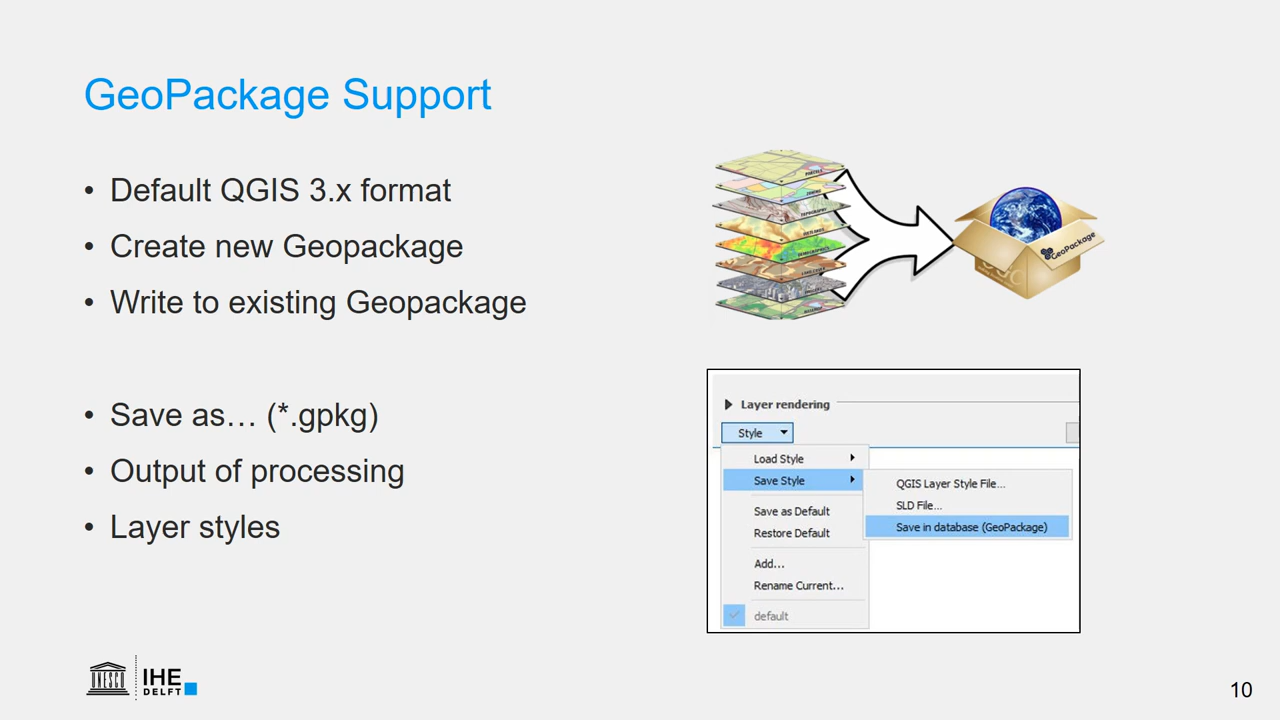 GeoPackage Support
• Default QGIS 3.x format
• Create new Geopackage
• Write to existing Geopackage
• Save as… (*.gpkg)
• Output of processing
• Layer styles
GeoPackage
Layer rendering
Style
Load Style
Save Style
Save as Default
Restore Default
Add...
Rename Current...
default
QGIS Layer Style File...
SLD File...
Save in database (GeoPackage)
UNESCO
IHE
DELFT
10